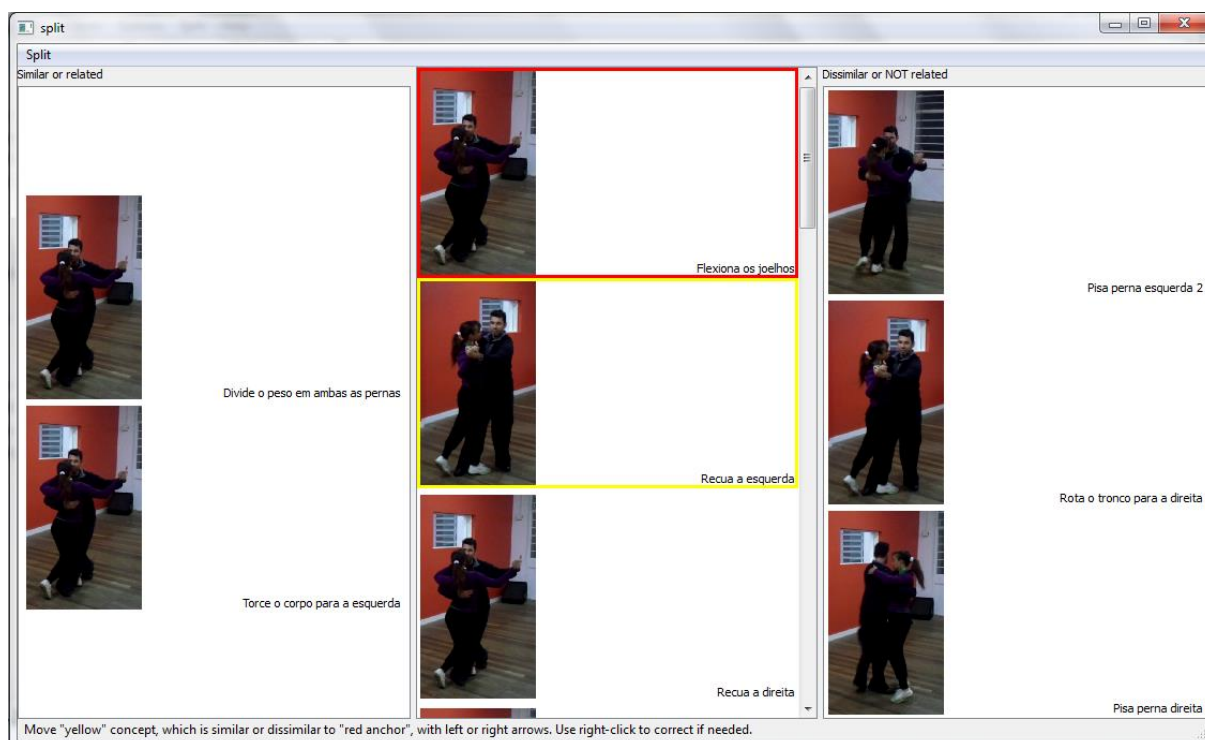 split
Split
Similar or related
Divide o peso em ambas as pernas
Torce o corpo para a esquerda
Flexiona os joelhos
Recua a esquerda
Recua a direita
Dissimilar or NOT related
Pisa perna esquerda 2
Rota o tronco para a direita
Pisa perna direita
Move "yellow" concept, which is similar or dissimilar to "red anchor", with left or right arrows. Use right-click to correct if needed.